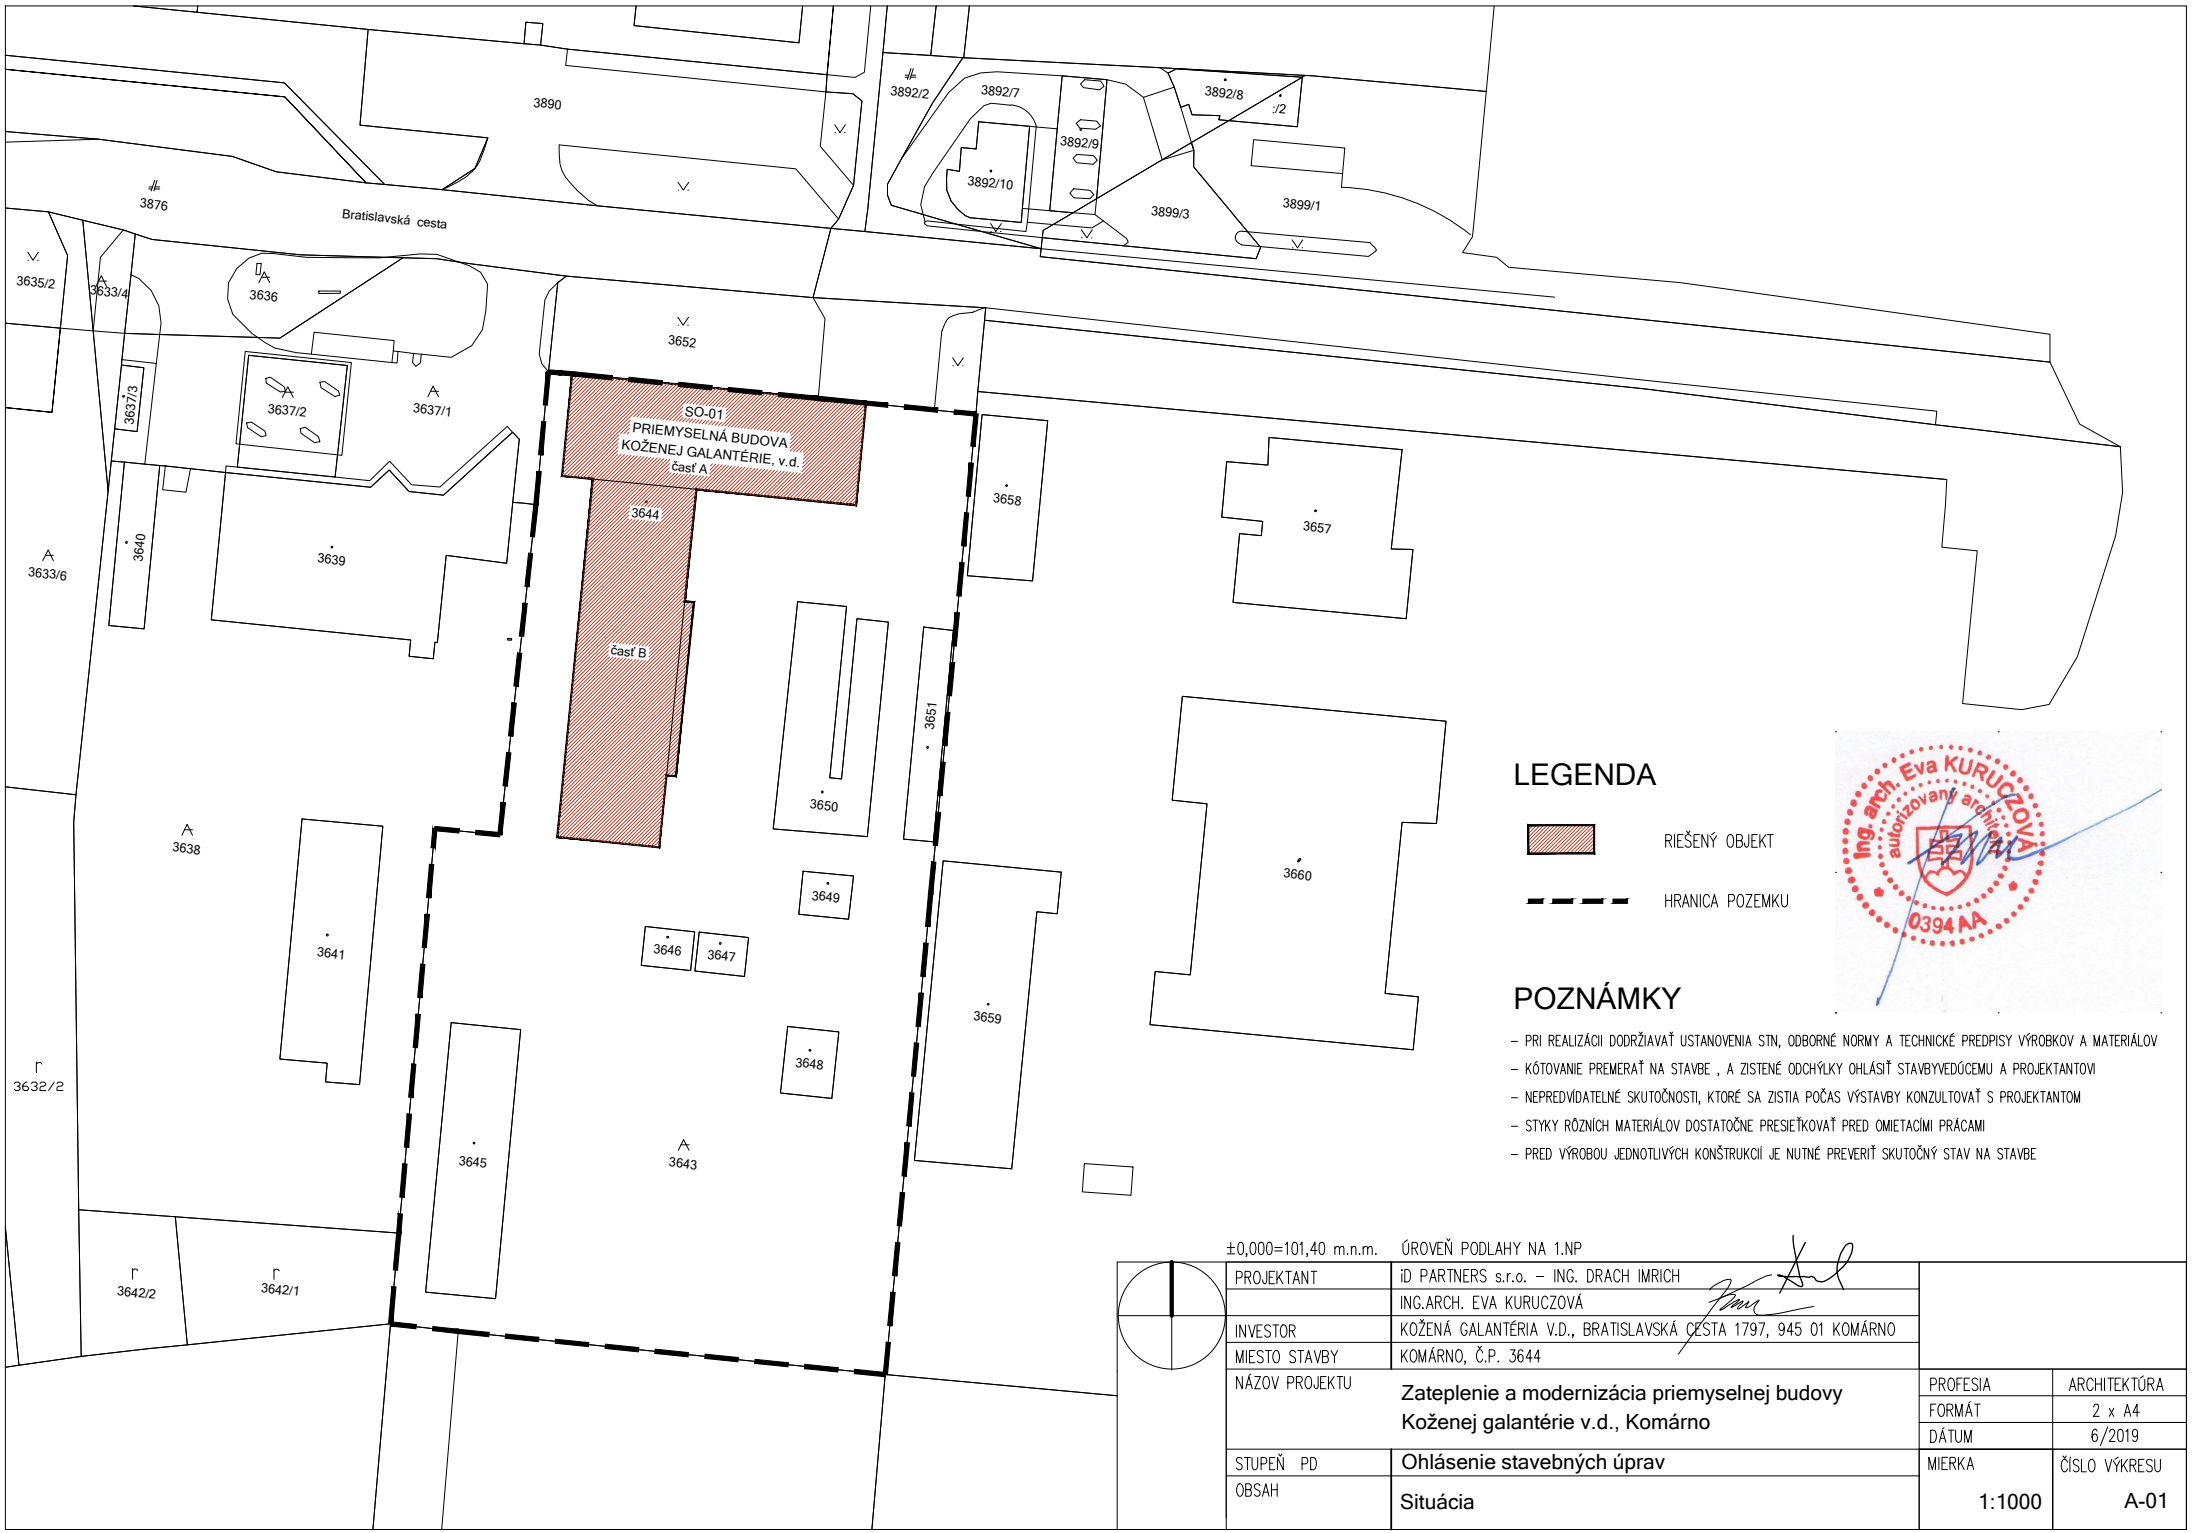 3890
3892/2
3892/7
3892/8
:/2
3892/9
3892/10
3899/3
3899/1
3876
Bratislavská cesta
3635/2
3633/4
3636
3652
3637/3
3637/2
3637/1
SO-01
PRIEMYSELNÁ BUDOVA
KOŽENEJ GALANTÉRIE, v.d.
časť A
3644
3658
3657
3640
3639
3633/6
časť B
3651
3650
3638
3649
3660
3641
3646
3647
3659
3648
3632/2
3645
3643
3642/2
3642/1
LEGENDA
RIEŠENÝ OBJEKT
HRANICA POZEMKU
Ing. arch. Eva KURUCZOVÁ
autorizovaný architekt
0394 AA
POZNÁMKY
– PRI REALIZÁCII DODRŽIAVAŤ USTANOVENIA STN, ODBORNÉ NORMY A TECHNICKÉ PREDPISY VÝROBKOV A MATERIÁLOV
– KÓTOVANIE PREMERAŤ NA STAVBE , A ZISTENÉ ODCHÝLKY OHLÁSIŤ STAVBYVEDÚCEMU A PROJEKTANTOVI
– NEPREDVÍDATELNÉ SKUTOČNOSTI, KTORÉ SA ZISTIA POČAS VÝSTAVBY KONZULTOVAŤ S PROJEKTANTOM
– STYKY RÔZNÍCH MATERIÁLOV DOSTATOČNE PRESIEŤKOVAŤ PRED OMIETACÍMI PRÁCAMI
– PRED VÝROBOU JEDNOTLIVÝCH KONŠTRUKCIÍ JE NUTNÉ PREVERIŤ SKUTOČNÝ STAV NA STAVBE
±0,000=101,40 m.n.m. ÚROVEŇ PODLAHY NA 1.NP
PROJEKTANT iD PARTNERS s.r.o. – ING. DRACH IMRICH
ING.ARCH. EVA KURUCZOVÁ
INVESTOR KOŽENÁ GALANTÉRIA V.D., BRATISLAVSKÁ CESTA 1797, 945 01 KOMÁRNO
MIESTO STAVBY KOMÁRNO, Č.P. 3644
NÁZOV PROJEKTU Zateplenie a modernizácia priemyselnej budovy
Koženej galantérie v.d., Komárno
PROFESIA ARCHITEKTÚRA
FORMÁT 2 x A4
DÁTUM 6/2019
STUPEŇ PD Ohlásenie stavebných úprav
MIERKA ČÍSLO VÝKRESU
OBSAH Situácia
1:1000 A-01